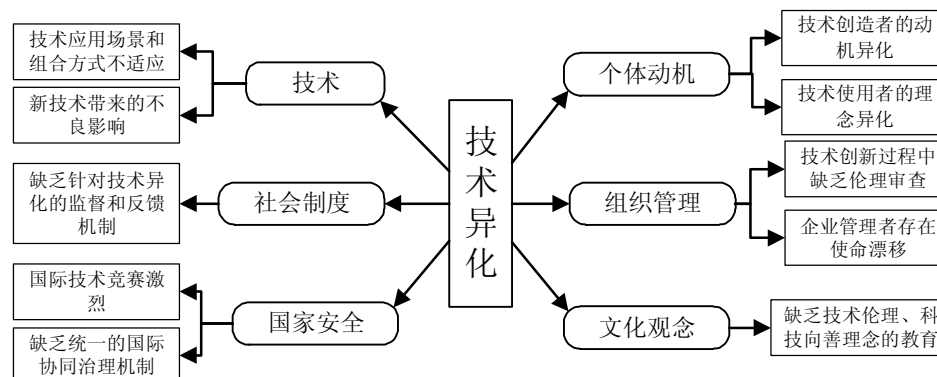 技术应用场景和
组合方式不适应
新技术带来的不
良影响
技术
缺乏针对技术异
化的监督和反馈
机制
社会制度
国际技术竞赛激
烈
缺乏统一的国际
协同治理机制
国家安全
技术异化
个体动机
技术创造者的动
机异化
技术使用者的理
念异化
组织管理
技术创新过程中
缺乏伦理审查
企业管理者存在
使命漂移
文化观念
缺乏技术伦理、科
技向善理念的教育